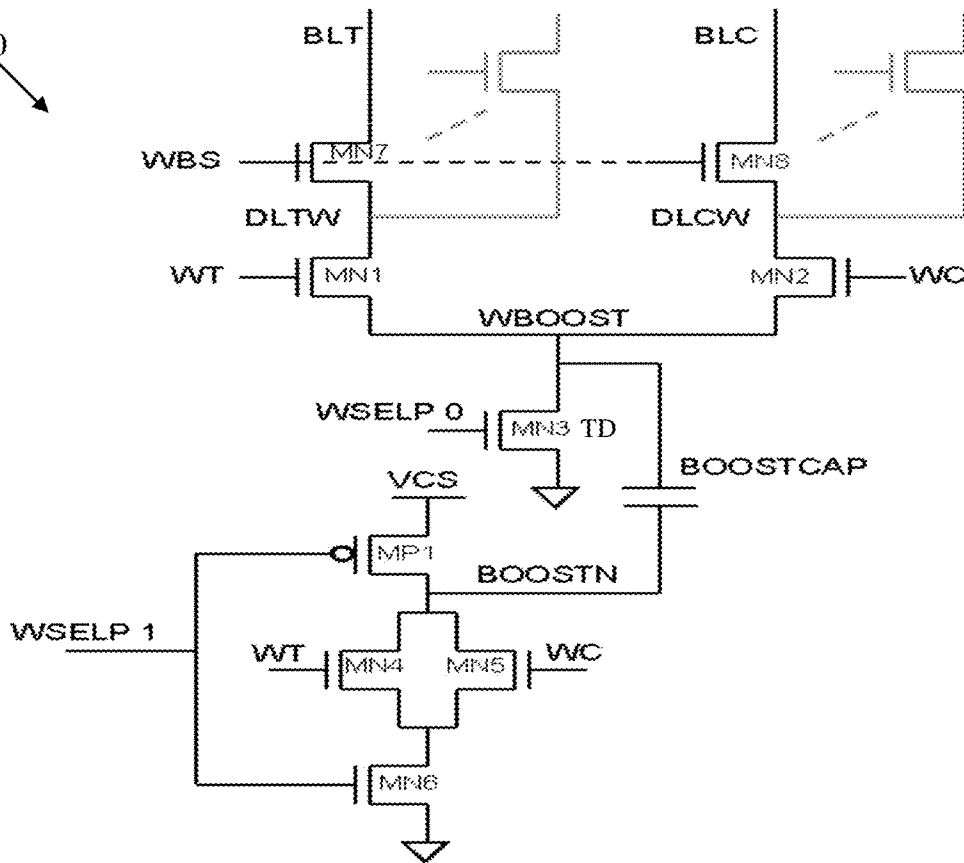 BLT BLC
)
WBS MN7 MN8
DLTW DLCW
WT MN1 MN2 WC
WBOOST
WSELP 0 MN3 TD
BOOSTCAP
VCS
MP1 BOOSTN
WSELP 1
WT MN4 MN5 WC
MN6